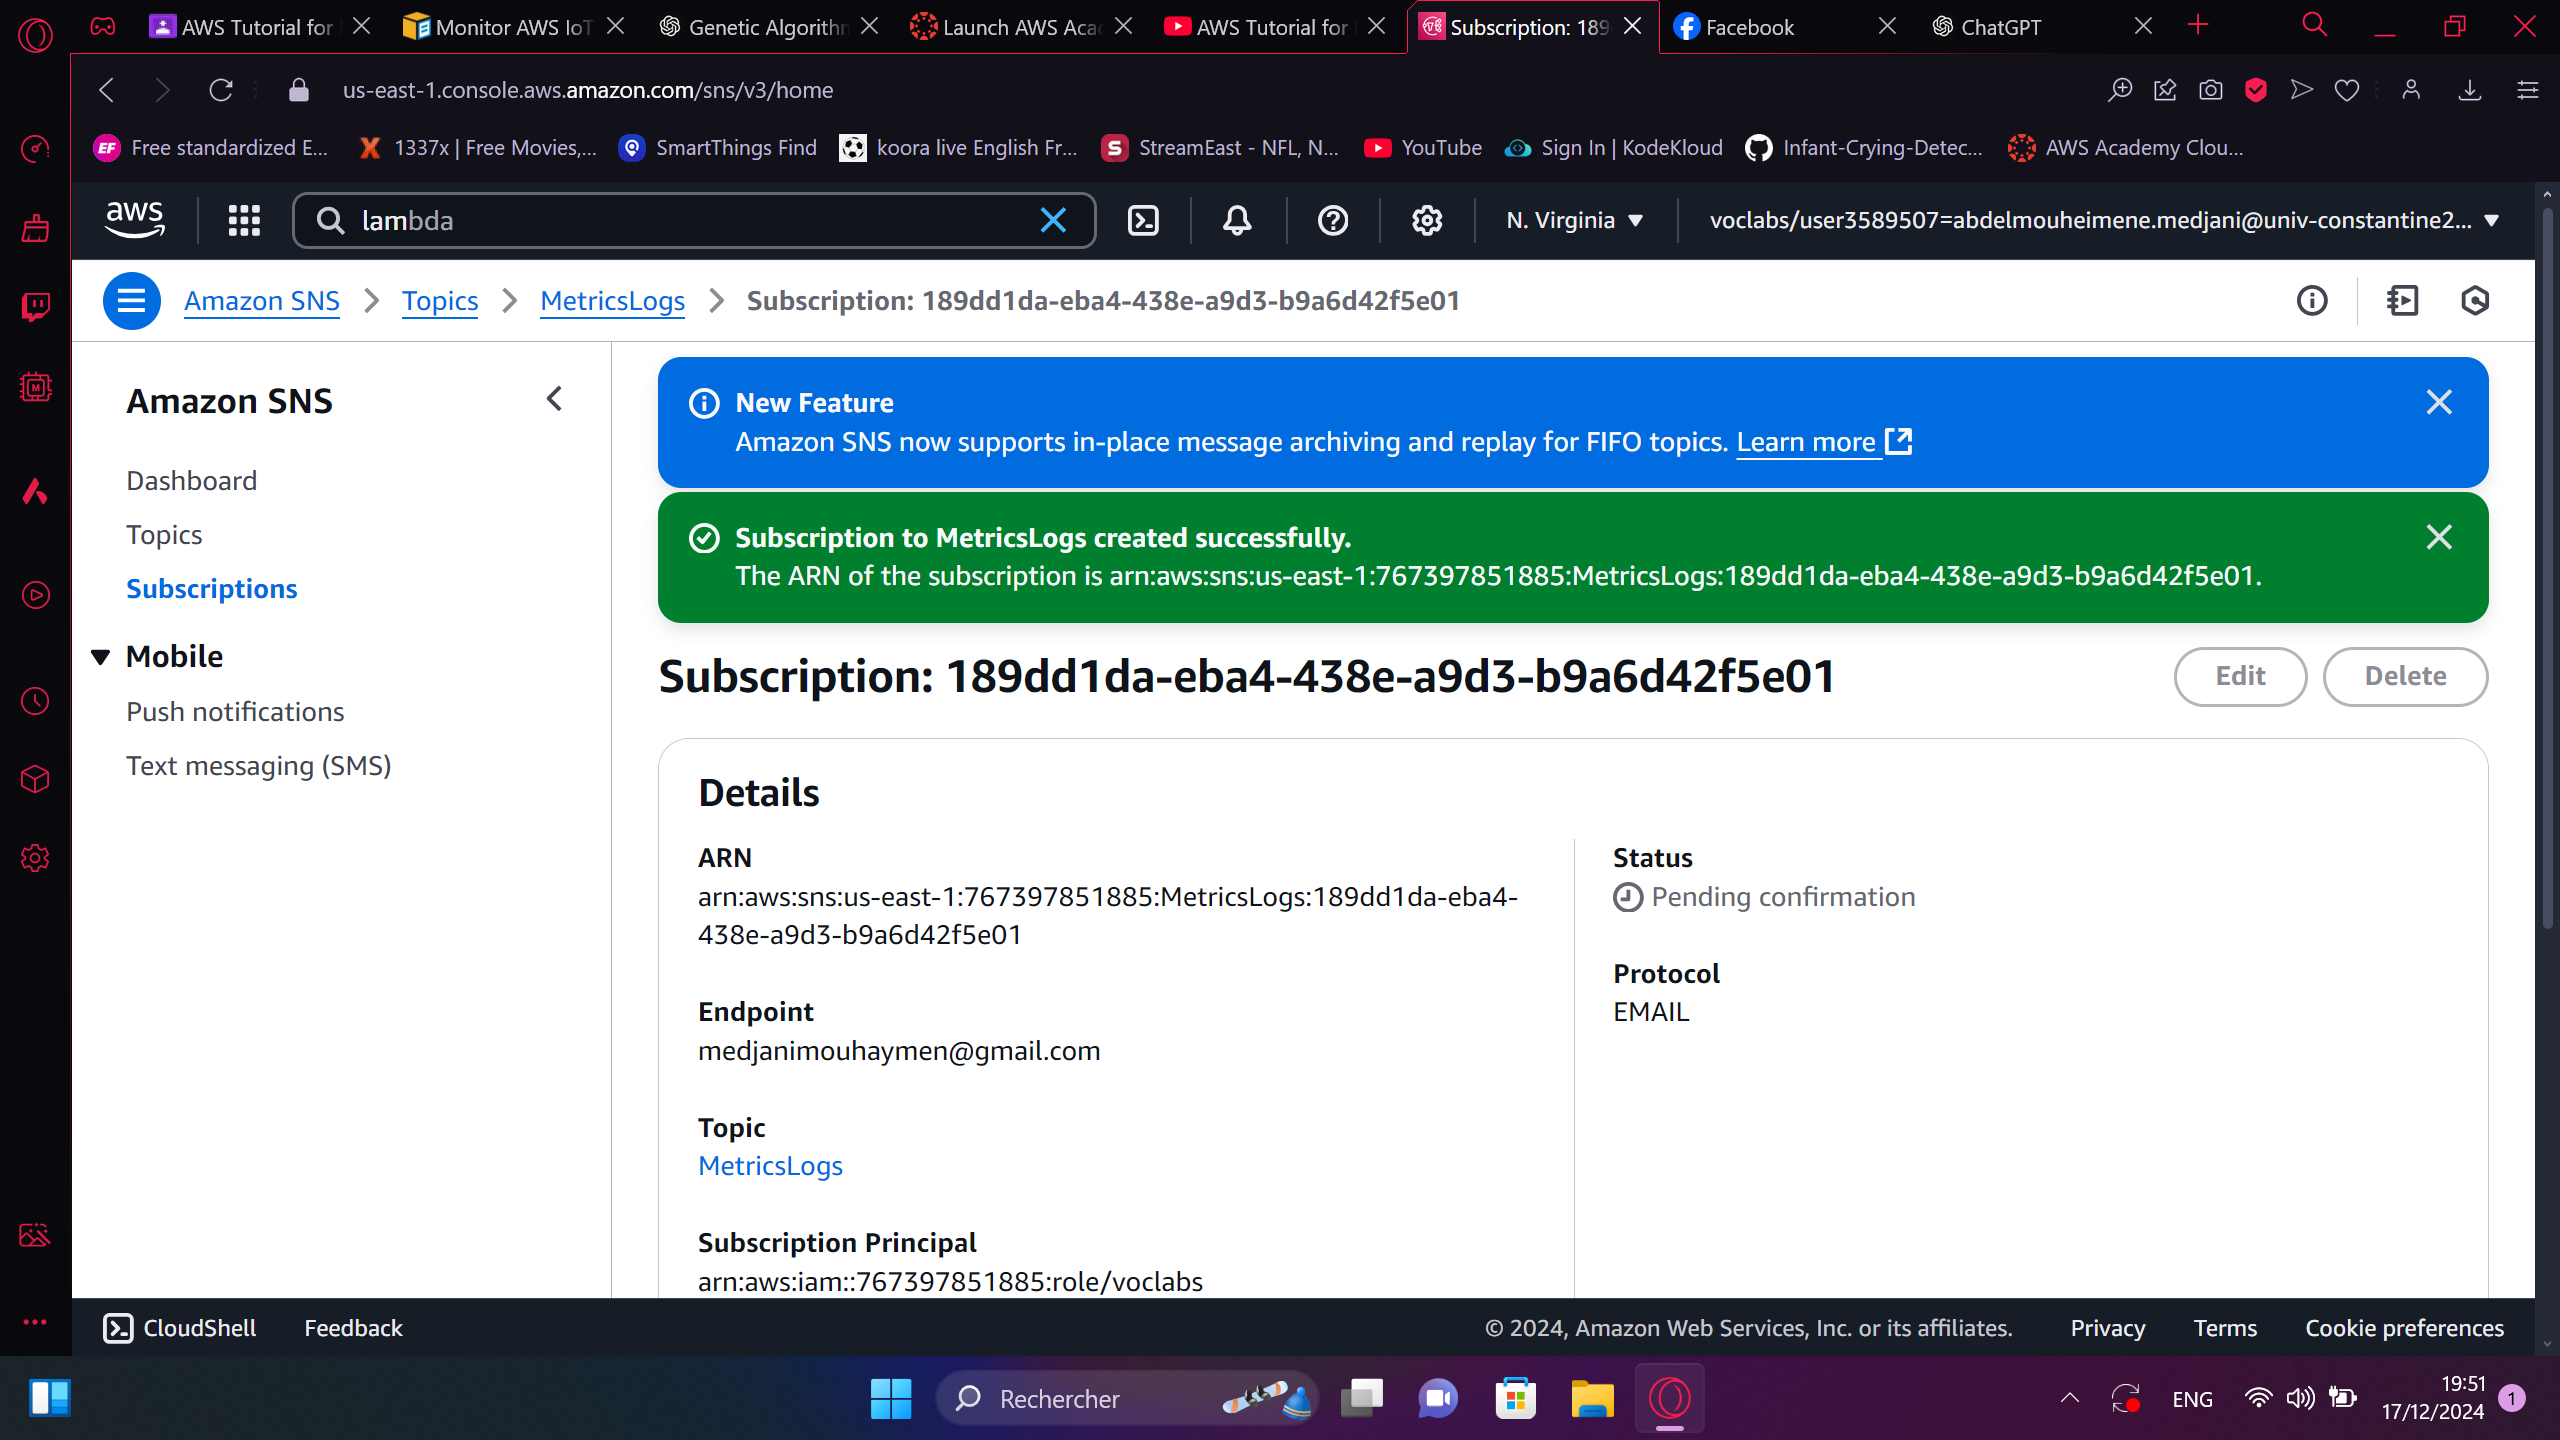 AWS Tutorial for
Monitor AWS IoT
Genetic Algorithm
Launch AWS Aca
AWS Tutorial for
Subscription: 189
Facebook
ChatGPT
us-east-1.console.aws.amazon.com/sns/v3/home
EF Free standardized E...
X 1337x | Free Movies,...
SmartThings Find
koora live English Fr...
S StreamEast - NFL, N...
YouTube
Sign In | KodeKloud
Infant-Crying-Detec...
AWS Academy Clou...
aws
lambda
N. Virginia
voclabs/user3589507=abdelmouheimene.medjani@univ-constantine2...
Amazon SNS > Topics > MetricsLogs > Subscription: 189dd1da-eba4-438e-a9d3-b9a6d42f5e01
Amazon SNS
Dashboard
Topics
Subscriptions
Mobile
Push notifications
Text messaging (SMS)
New Feature
Amazon SNS now supports in-place message archiving and replay for FIFO topics. Learn more
Subscription to MetricsLogs created successfully.
The ARN of the subscription is arn:aws:sns:us-east-1:767397851885:MetricsLogs:189dd1da-eba4-438e-a9d3-b9a6d42f5e01.
Subscription: 189dd1da-eba4-438e-a9d3-b9a6d42f5e01
Edit
Delete
Details
ARN
arn:aws:sns:us-east-1:767397851885:MetricsLogs:189dd1da-eba4-
438e-a9d3-b9a6d42f5e01
Endpoint
medjanimouhaymen@gmail.com
Topic
MetricsLogs
Subscription Principal
arn:aws:iam::767397851885:role/voclabs
Status
Pending confirmation
Protocol
EMAIL
CloudShell
Feedback
© 2024, Amazon Web Services, Inc. or its affiliates.
Privacy
Terms
Cookie preferences
Rechercher
ENG
19:51
17/12/2024
1